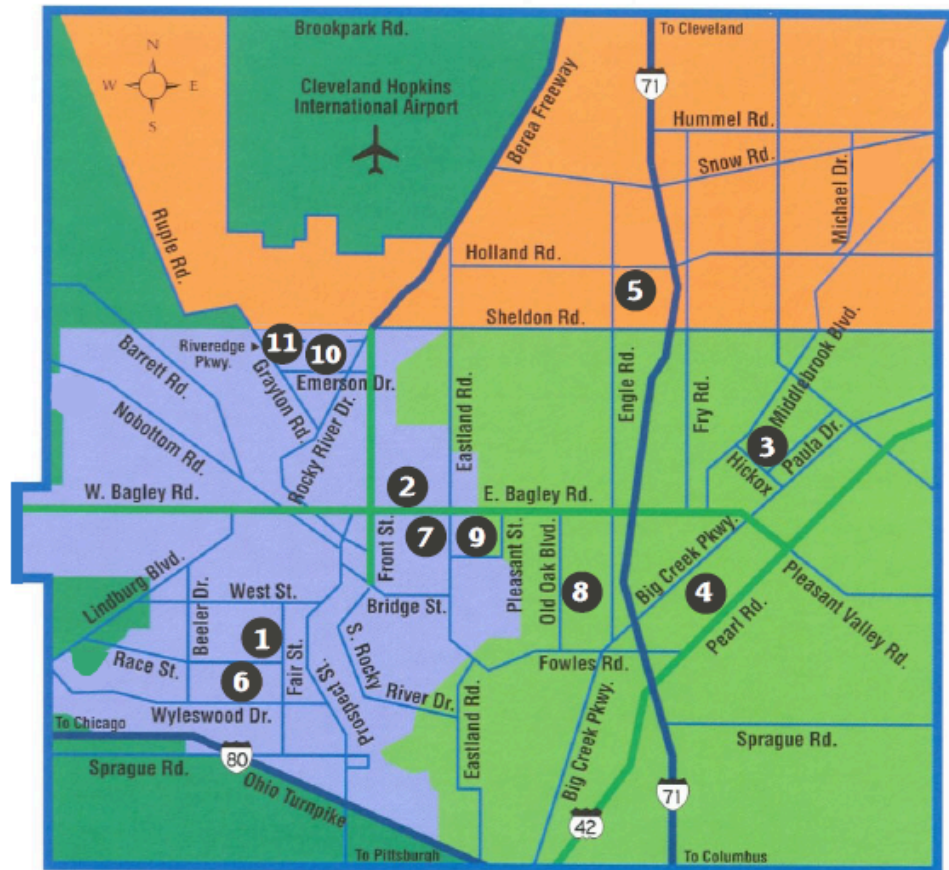 Brookpark Rd.
To Cleveland
N
W
E
S
Cleveland Hopkins
International Airport
Berea Freeway
71
Hummel Rd.
Snow Rd.
Michael Dr.
Ruple Rd.
Holland Rd.
5
Sheldon Rd.
Riveredge
Pkwy.
11
10
Barrett Rd.
Grayton Rd.
Emerson Dr.
Rocky River Dr.
Eastland Rd.
Engle Rd.
Fry Rd.
Middlebrook Blvd.
Nobottom Rd.
3
Hickox
Paula Dr.
W. Bagley Rd.
2
E. Bagley Rd.
Front St.
7
9
Pleasant St.
Old Oak Blvd.
Big Creek Pkwy.
Lindburg Blvd.
Beeler Dr.
West St.
Bridge St.
8
4
Pearl Rd.
Pleasant Valley Rd.
1
Fair St.
Race St.
6
Prospect St.
S. Rocky
River Dr.
Fowles Rd.
Wyleswood Dr.
To Chicago
Eastland Rd.
Big Creek Pkwy.
Sprague Rd.
80
Sprague Rd.
Ohio Turnpike
71
42
To Pittsburgh
To Columbus